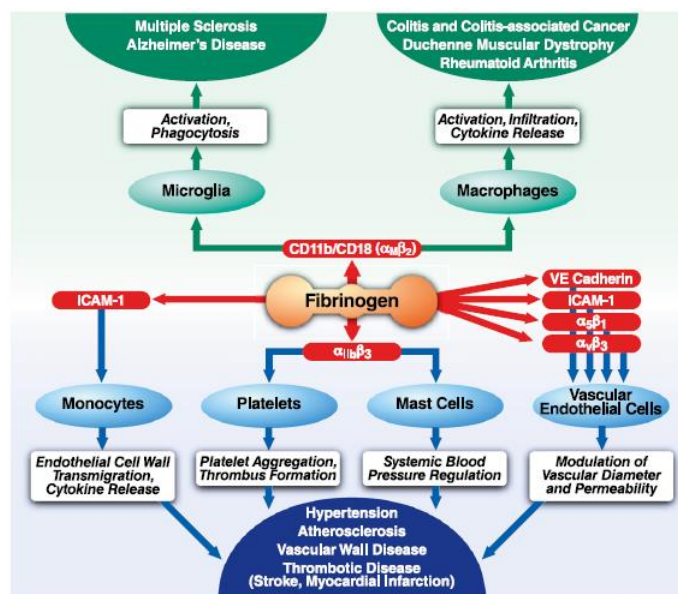 Multiple Sclerosis
Alzheimer's Disease
Colitis and Colitis-associated Cancer
Duchenne Muscular Dystrophy
Rheumatoid Arthritis
Activation,
Phagocytosis
Activation, Infiltration,
Cytokine Release
Microglia
Macrophages
CD11b/CD18 (αMβ2)
Fibrinogen
ICAM-1
VE Cadherin
ICAM-1
α5β1
αvβ3
αIIbβ3
Monocytes
Platelets
Mast Cells
Vascular
Endothelial Cells
Endothelial Cell Wall
Transmigration,
Cytokine Release
Platelet Aggregation,
Thrombus Formation
Systemic Blood
Pressure Regulation
Modulation of
Vascular Diameter
and Permeability
Hypertension
Atherosclerosis
Vascular Wall Disease
Thrombotic Disease
(Stroke, Myocardial Infarction)